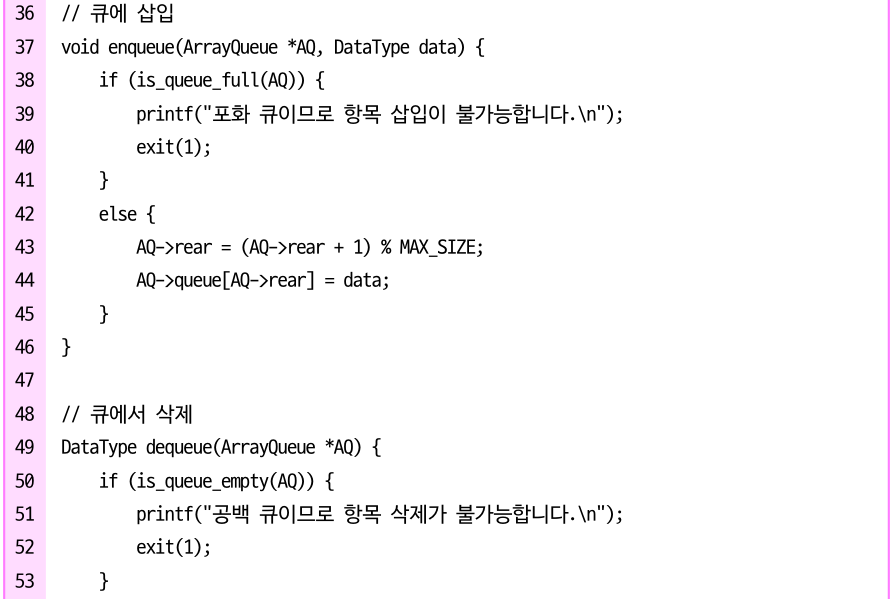 36 // 큐에 삽입
37 void enqueue(ArrayQueue *AQ, DataType data) {
38     if (is_queue_full(AQ)) {
39         printf("포화 큐이므로 항목 삽입이 불가능합니다.\n");
40         exit(1);
41     }
42     else {
43         AQ->rear = (AQ->rear + 1) % MAX_SIZE;
44         AQ->queue[AQ->rear] = data;
45     }
46 }
47
48 // 큐에서 삭제
49 DataType dequeue(ArrayQueue *AQ) {
50     if (is_queue_empty(AQ)) {
51         printf("공백 큐이므로 항목 삭제가 불가능합니다.\n");
52         exit(1);
53     }